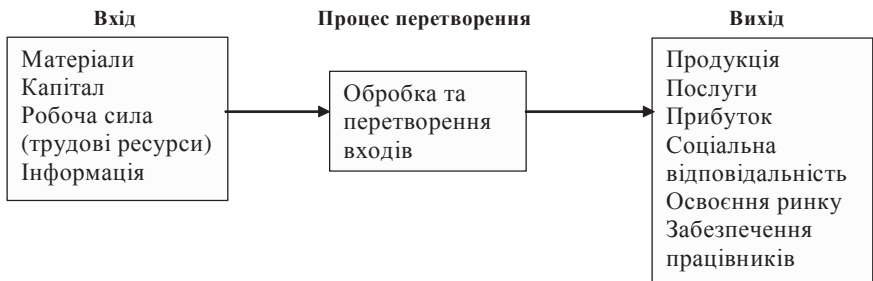 Вхід
Матеріали
Капітал
Робоча сила
(трудові ресурси)
Інформація
Процес перетворення
Обробка та
перетворення
входів
Вихід
Продукція
Послуги
Прибуток
Соціальна
відповідальність
Освоєння ринку
Забезпечення
працівників